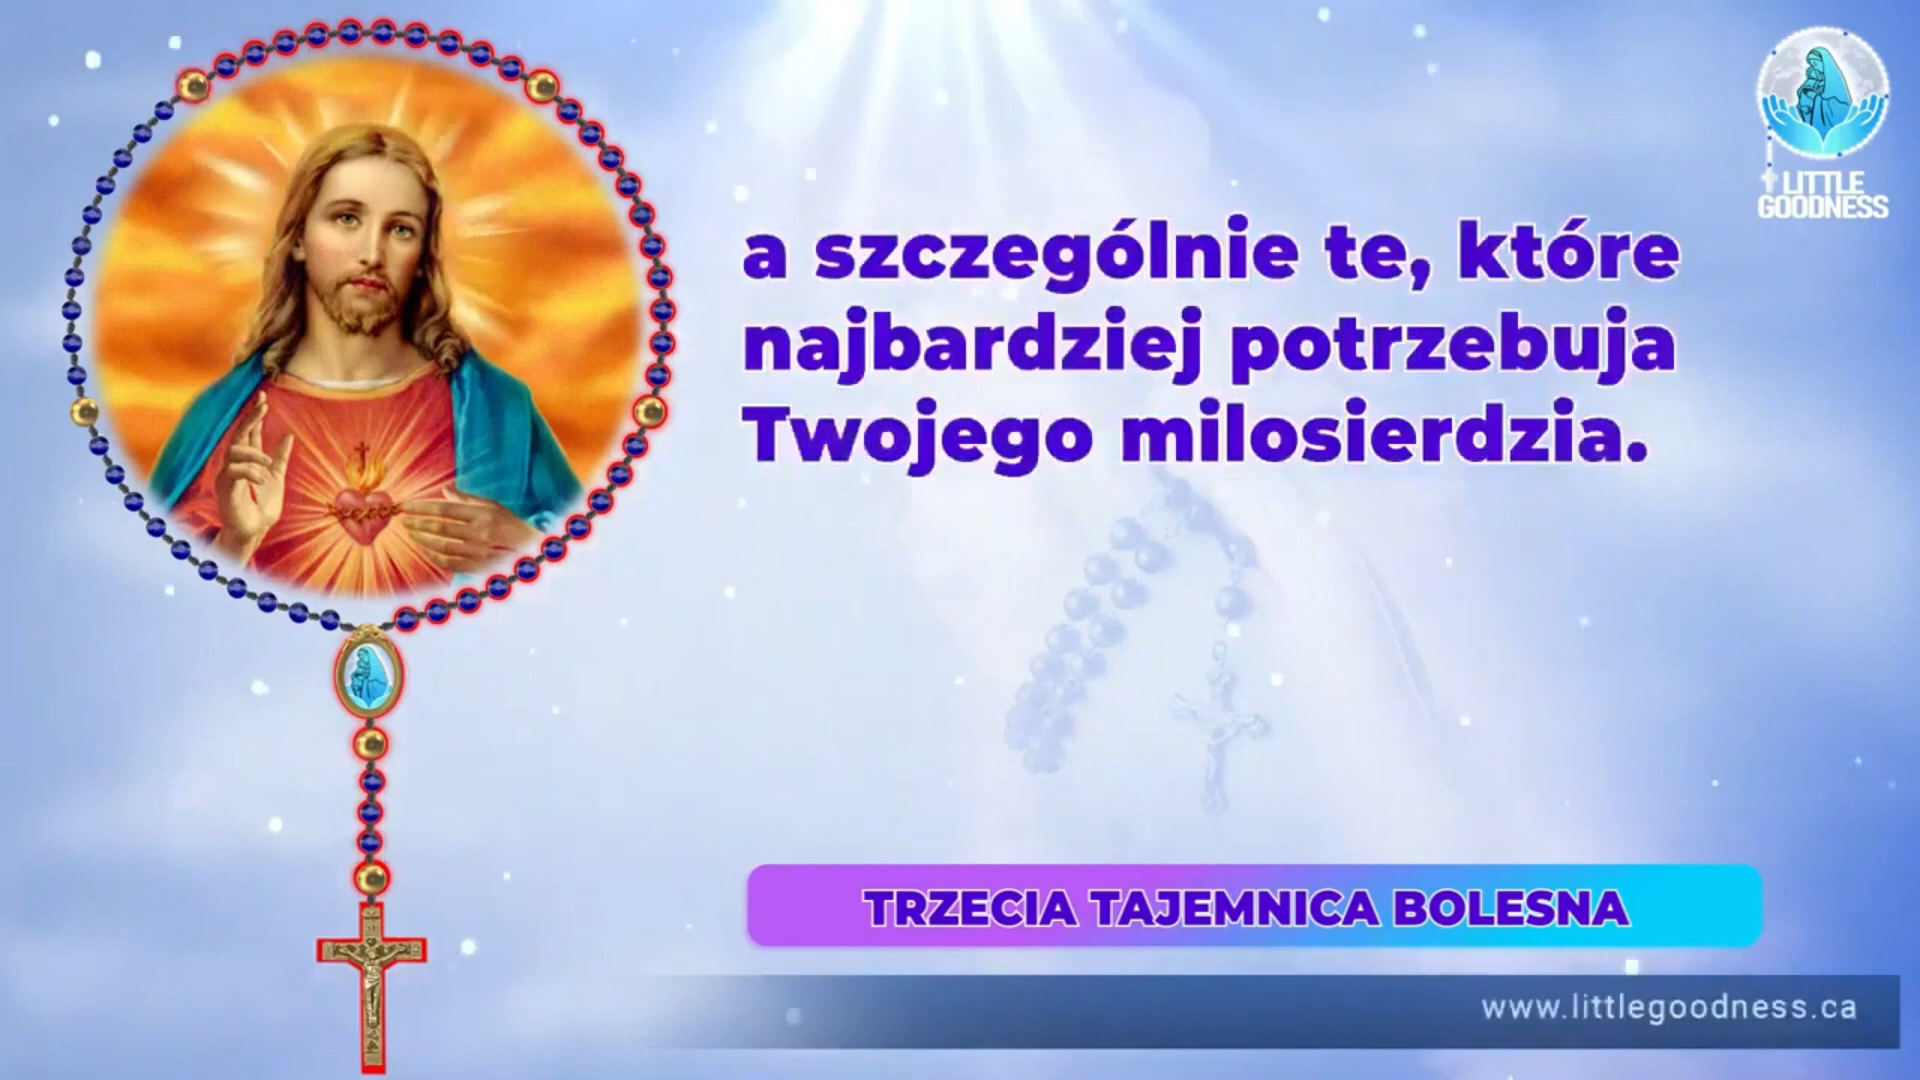 LITTLE
GOODNESS
a szczególnie te, które
najbardziej potrzebuja
Twojego milosierdzia.
TRZECIA TAJEMNICA BOLESNA
www.littlegoodness.ca